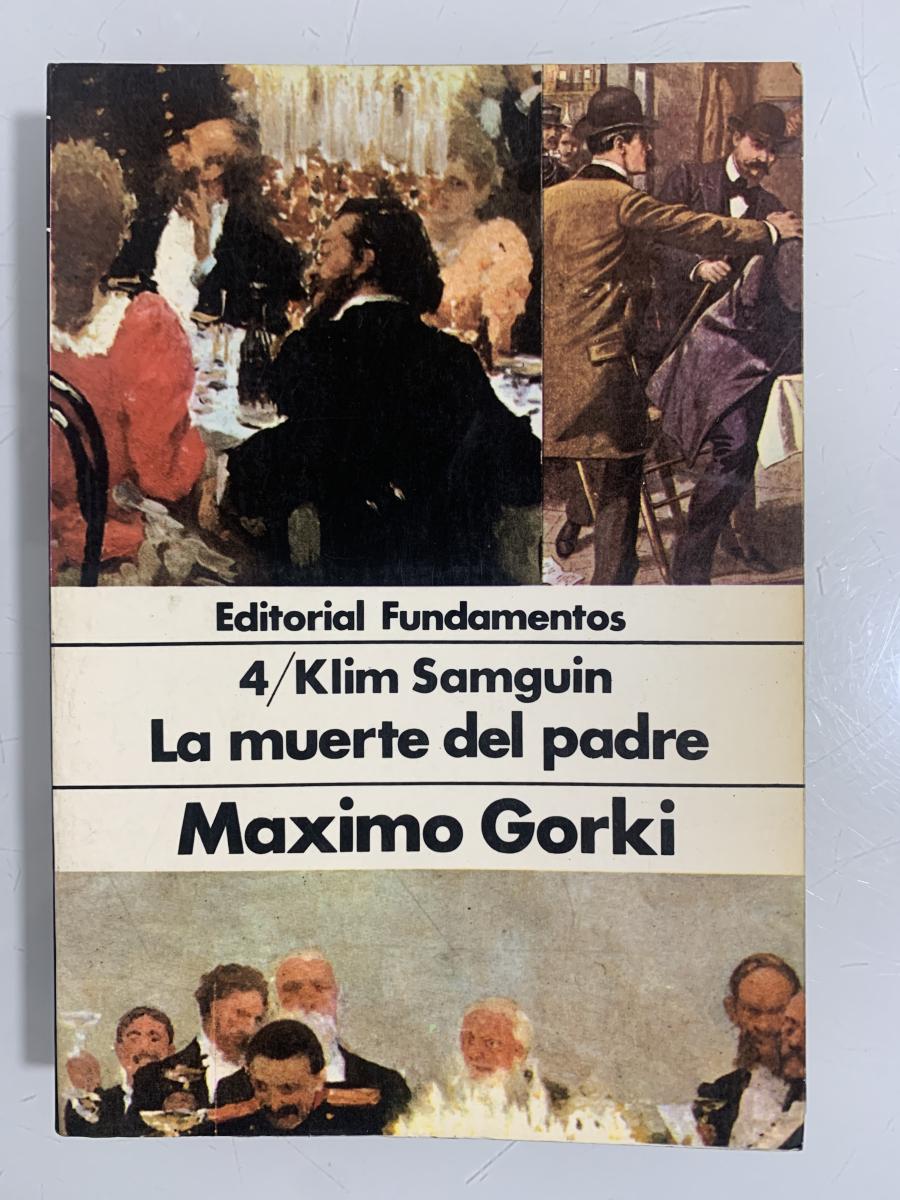 Editorial Fundamentos
4/Klim Samguin
La muerte del padre
Maximo Gorki